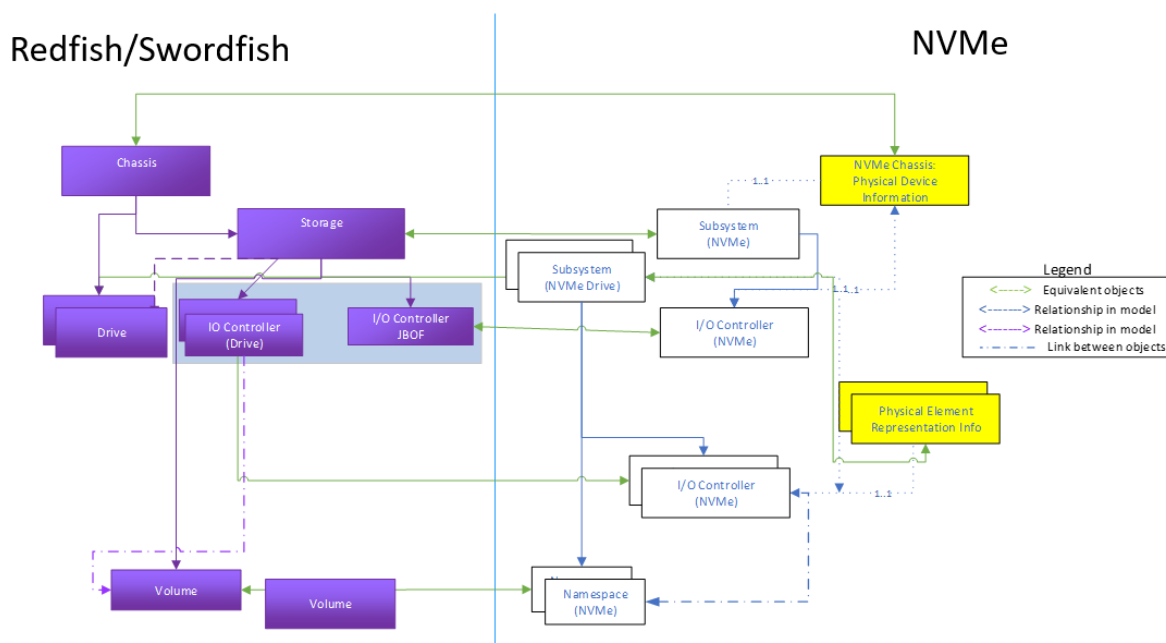 Redfish/Swordfish
NVMe
Chassis
NVMe Chassis:
Physical Device
Information
1..1
Storage
Subsystem
(NVMe)
Subsystem
(NVMe Drive)
1..1
Legend
Equivalent objects
Relationship in model
Relationship in model
Link between objects
Drive
IO Controller
(Drive)
I/O Controller
JBOF
I/O Controller
(NVMe)
Physical Element
Representation Info
I/O Controller
(NVMe)
1..1
Volume
Volume
Namespace
(NVMe)